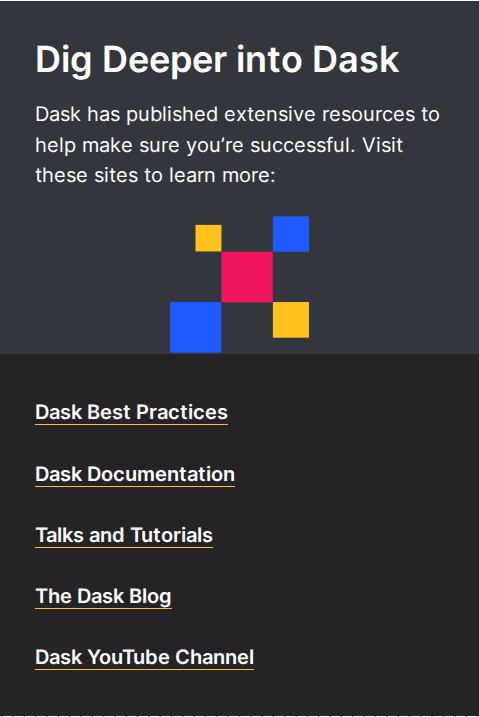 Dig Deeper into Dask
Dask has published extensive resources to
help make sure you’re successful. Visit
these sites to learn more:
Dask Best Practices
Dask Documentation
Talks and Tutorials
The Dask Blog
Dask YouTube Channel